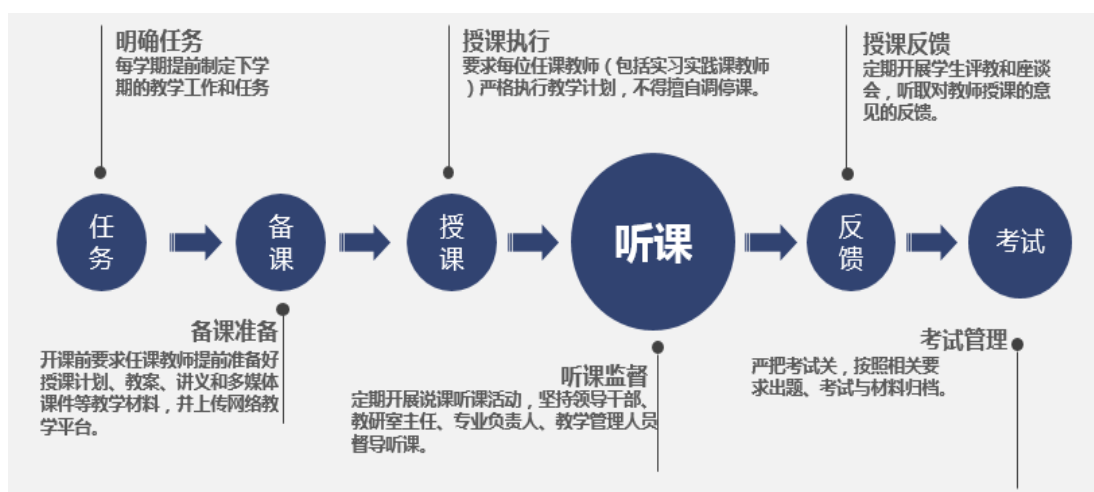 明确任务
每学期提前制定下学
期的教学工作和任务
授课执行
要求每位任课教师（包括实习实践课教师
）严格执行教学计划，不得擅自调停课。
授课反馈
定期开展学生评教和座谈
会，听取对教师授课的意
见的反馈。
任
务
备
课
授
课
听课
反
馈
考试
备课准备
开课前要求任课教师提前准备好
授课计划、教案、讲义和多媒体
课件等教学材料，并上传网络教
学平台。
听课监督
定期开展说课听课活动，坚持领导干部、
教研室主任、专业负责人、教学管理人员
督导听课。
考试管理
严把考试关，按照相关要
求出题、考试与材料归档。